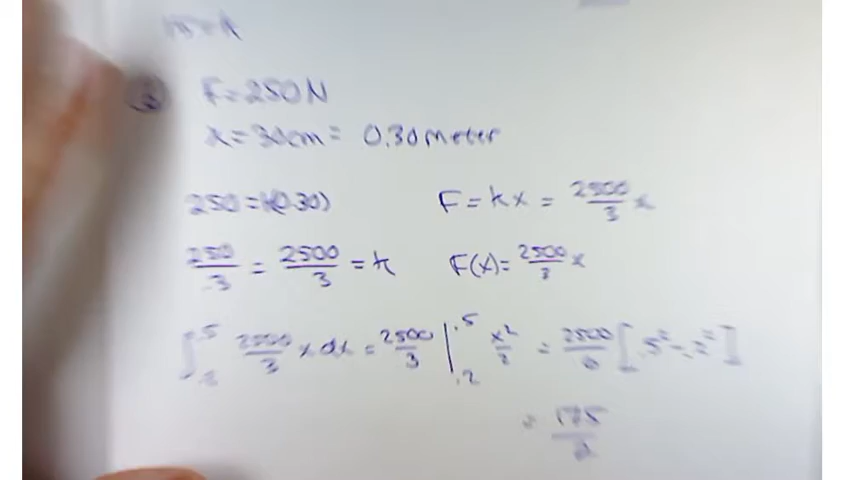 F = 250 N
x = 30cm = 0.30 meter
250 = k(0.30) F = kx = 2500/3 x
250/.3 = 2500/3 = k F(x) = 2500/3 x
∫.2^.5 2500/3 x dx = 2500/3 |.2^.5 x²/2 = 2500/6 [.5² - .2²]
= 175/2